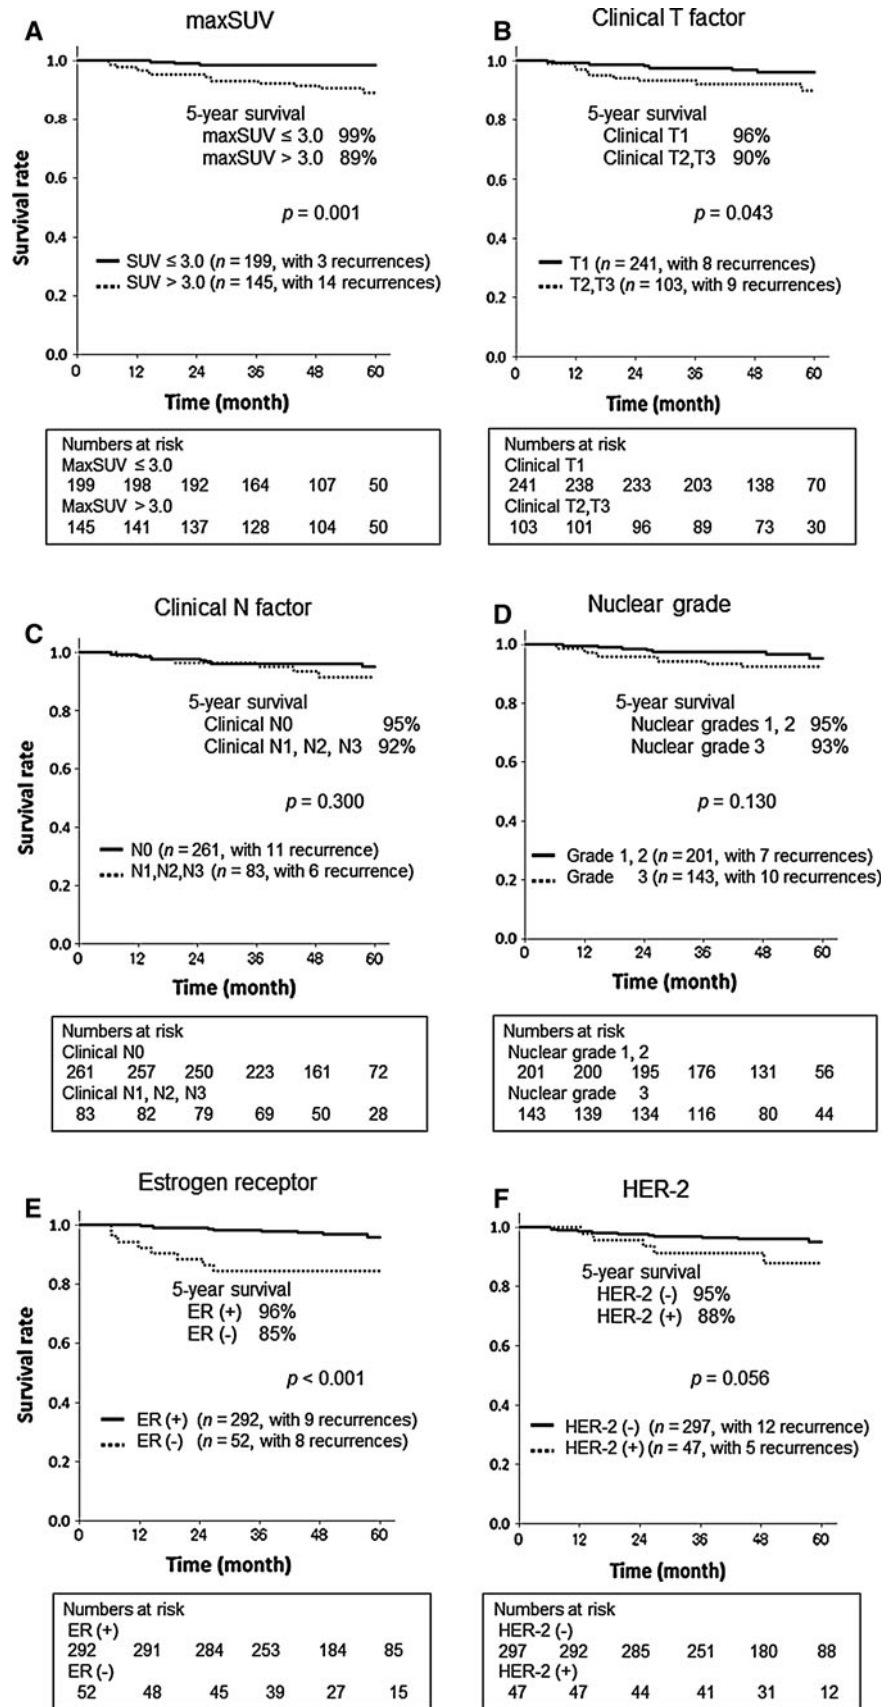 A
maxSUV
1.0
0.8
0.6
0.4
0.2
0.0
Survival rate
5-year survival
maxSUV ≤ 3.0 99%
maxSUV > 3.0 89%
p = 0.001
SUV ≤ 3.0 (n = 199, with 3 recurrences)
SUV > 3.0 (n = 145, with 14 recurrences)
0 12 24 36 48 60
Time (month)
Numbers at risk
MaxSUV ≤ 3.0
199 198 192 164 107 50
MaxSUV > 3.0
145 141 137 128 104 50
B
Clinical T factor
1.0
0.8
0.6
0.4
0.2
0.0
5-year survival
Clinical T1 96%
Clinical T2,T3 90%
p = 0.043
T1 (n = 241, with 8 recurrences)
T2,T3 (n = 103, with 9 recurrences)
0 12 24 36 48 60
Time (month)
Numbers at risk
Clinical T1
241 238 233 203 138 70
Clinical T2,T3
103 101 96 89 73 30
C
Clinical N factor
1.0
0.8
0.6
0.4
0.2
0.0
Survival rate
5-year survival
Clinical N0 95%
Clinical N1, N2, N3 92%
p = 0.300
N0 (n = 261, with 11 recurrence)
N1,N2,N3 (n = 83, with 6 recurrence)
0 12 24 36 48 60
Time (month)
Numbers at risk
Clinical N0
261 257 250 223 161 72
Clinical N1, N2, N3
83 82 79 69 50 28
D
Nuclear grade
1.0
0.8
0.6
0.4
0.2
0.0
5-year survival
Nuclear grades 1, 2 95%
Nuclear grade 3 93%
p = 0.130
Grade 1, 2 (n = 201, with 7 recurrences)
Grade 3 (n = 143, with 10 recurrences)
0 12 24 36 48 60
Time (month)
Numbers at risk
Nuclear grade 1, 2
201 200 195 176 131 56
Nuclear grade 3
143 139 134 116 80 44
E
Estrogen receptor
1.0
0.8
0.6
0.4
0.2
0.0
Survival rate
5-year survival
ER (+) 96%
ER (-) 85%
p < 0.001
ER (+) (n = 292, with 9 recurrences)
ER (-) (n = 52, with 8 recurrences)
0 12 24 36 48 60
Time (month)
Numbers at risk
ER (+)
292 291 284 253 184 85
ER (-)
52 48 45 39 27 15
F
HER-2
1.0
0.8
0.6
0.4
0.2
0.0
5-year survival
HER-2 (-) 95%
HER-2 (+) 88%
p = 0.056
HER-2 (-) (n = 297, with 12 recurrence)
HER-2 (+) (n = 47, with 5 recurrences)
0 12 24 36 48 60
Time (month)
Numbers at risk
HER-2 (-)
297 292 285 251 180 88
HER-2 (+)
47 47 44 41 31 12